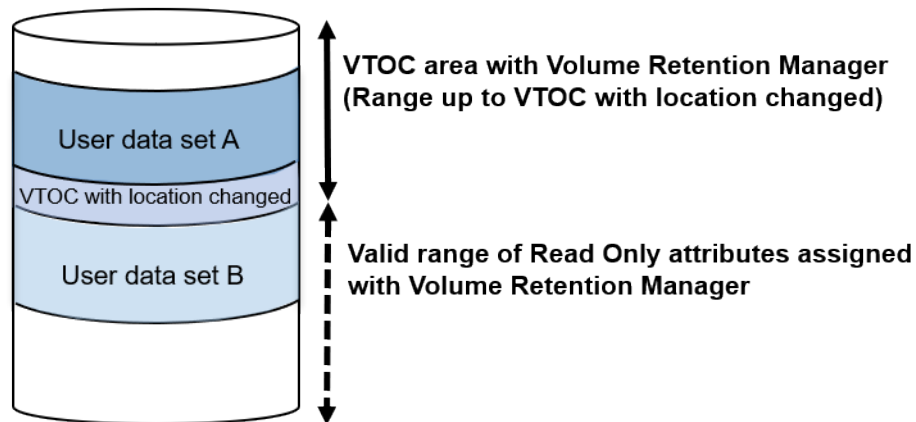 VTOC area with Volume Retention Manager
(Range up to VTOC with location changed)
User data set A
VTOC with location changed
User data set B
Valid range of Read Only attributes assigned
with Volume Retention Manager